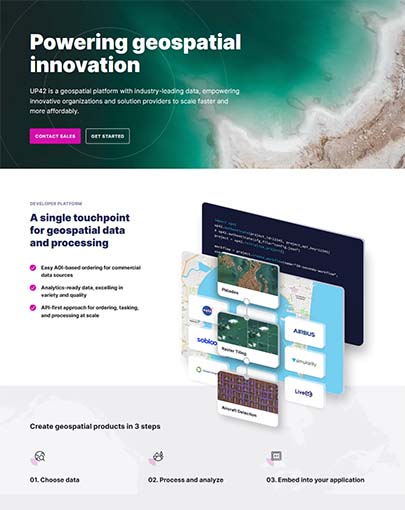 Powering geospatial
innovation
UP42 is a geospatial platform with industry-leading data, empowering
innovative organizations and solution providers to scale faster and
more affordably.
CONTACT SALES
GET STARTED
DEVELOPER PLATFORM
A single touchpoint
for geospatial data
and processing
Easy AOI-based ordering for commercial
data sources
Analytics-ready data, excelling in
variety and quality
API-first approach for ordering, tasking,
and processing at scale
import up42
Pléiades
AIRBUS
Raster Tiling
Aircraft Detection
Create geospatial products in 3 steps
01. Choose data
02. Process and analyze
03. Embed into your application